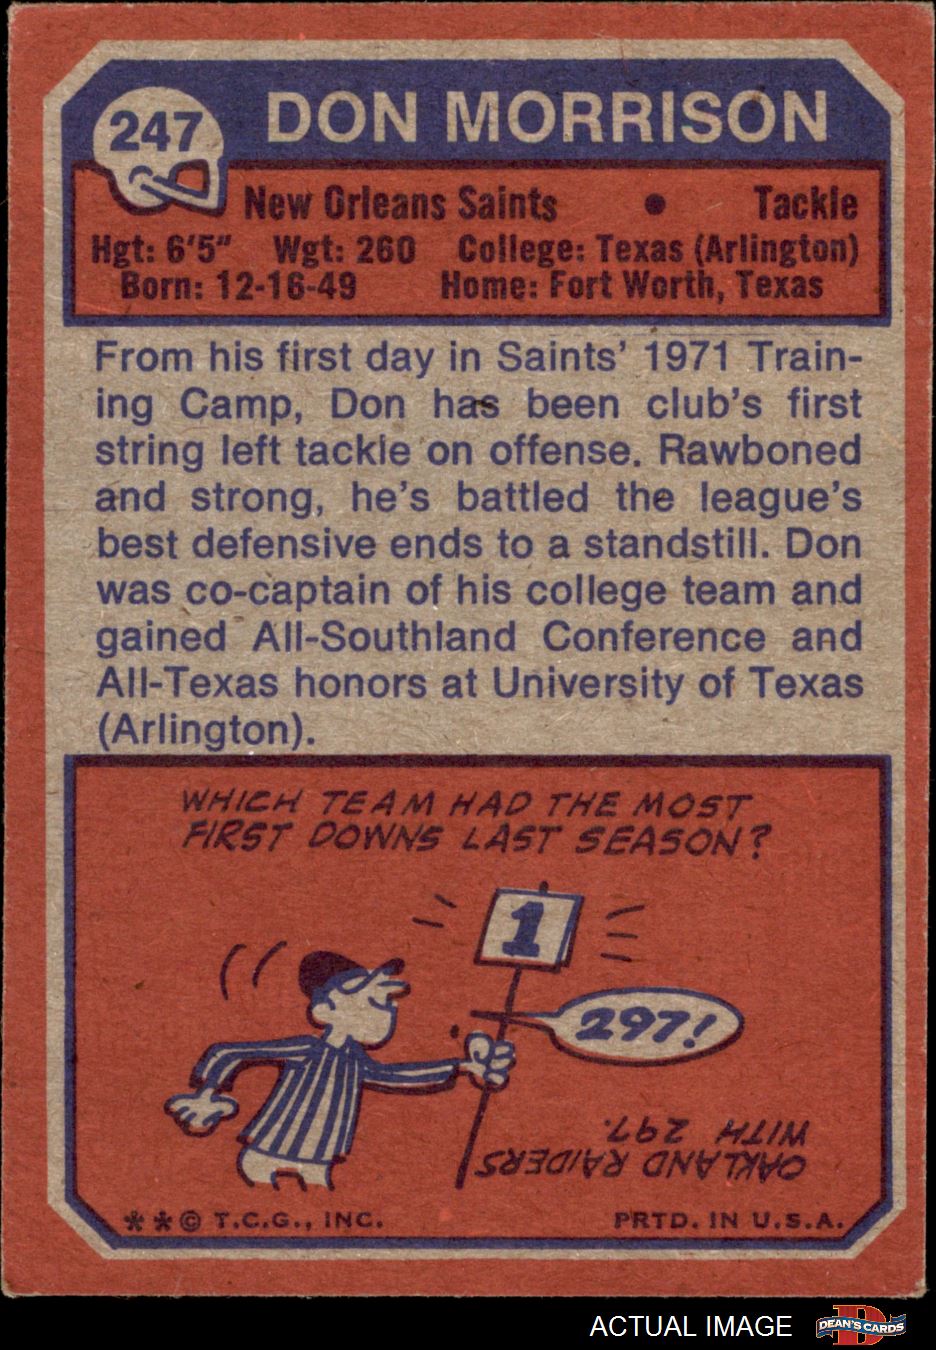 247
DON MORRISON
New Orleans Saints • Tackle
Hgt: 6'5" Wgt: 260 College: Texas (Arlington)
Born: 12-16-49 Home: Fort Worth, Texas
From his first day in Saints' 1971 Train-
ing Camp, Don has been club's first
string left tackle on offense. Rawboned
and strong, he's battled the league's
best defensive ends to a standstill. Don
was co-captain of his college team and
gained All-Southland Conference and
All-Texas honors at University of Texas
(Arlington).
WHICH TEAM HAD THE MOST
FIRST DOWNS LAST SEASON?
1
297!
OAKLAND RAIDERS
WITH 297.
**© T.C.G., INC. PRTD. IN U.S.A.
ACTUAL IMAGE
D
DEAN'S CARDS